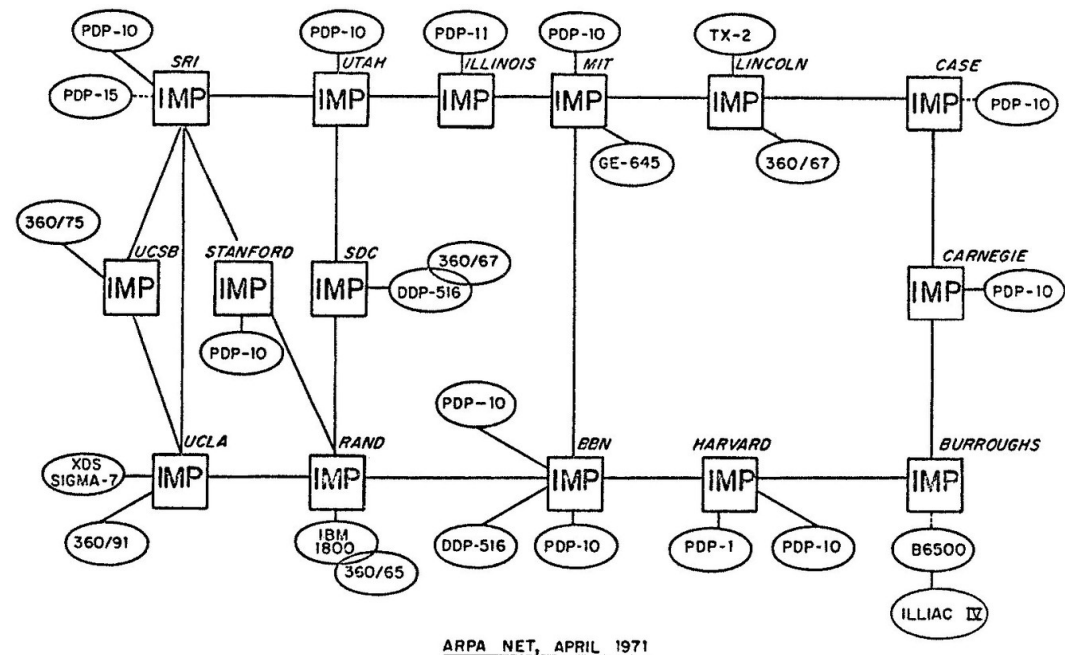 PDP-10
PDP-10
PDP-11
PDP-10
TX-2
SRI
UTAH
ILLINOIS
MIT
LINCOLN
CASE
PDP-15
IMP
IMP
IMP
IMP
IMP
IMP
PDP-10
GE-645
360/67
360/75
UCSB
STANFORD
SDC
360/67
CARNEGIE
IMP
IMP
IMP
DDP-516
IMP
PDP-10
PDP-10
PDP-10
UCLA
RAND
BBN
HARVARD
BURROUGHS
XDS
SIGMA-7
IMP
IMP
IMP
IMP
IMP
360/91
IBM
1800
360/65
DDP-516
PDP-10
PDP-1
PDP-10
B6500
ILLIAC IV
ARPA NET, APRIL 1971